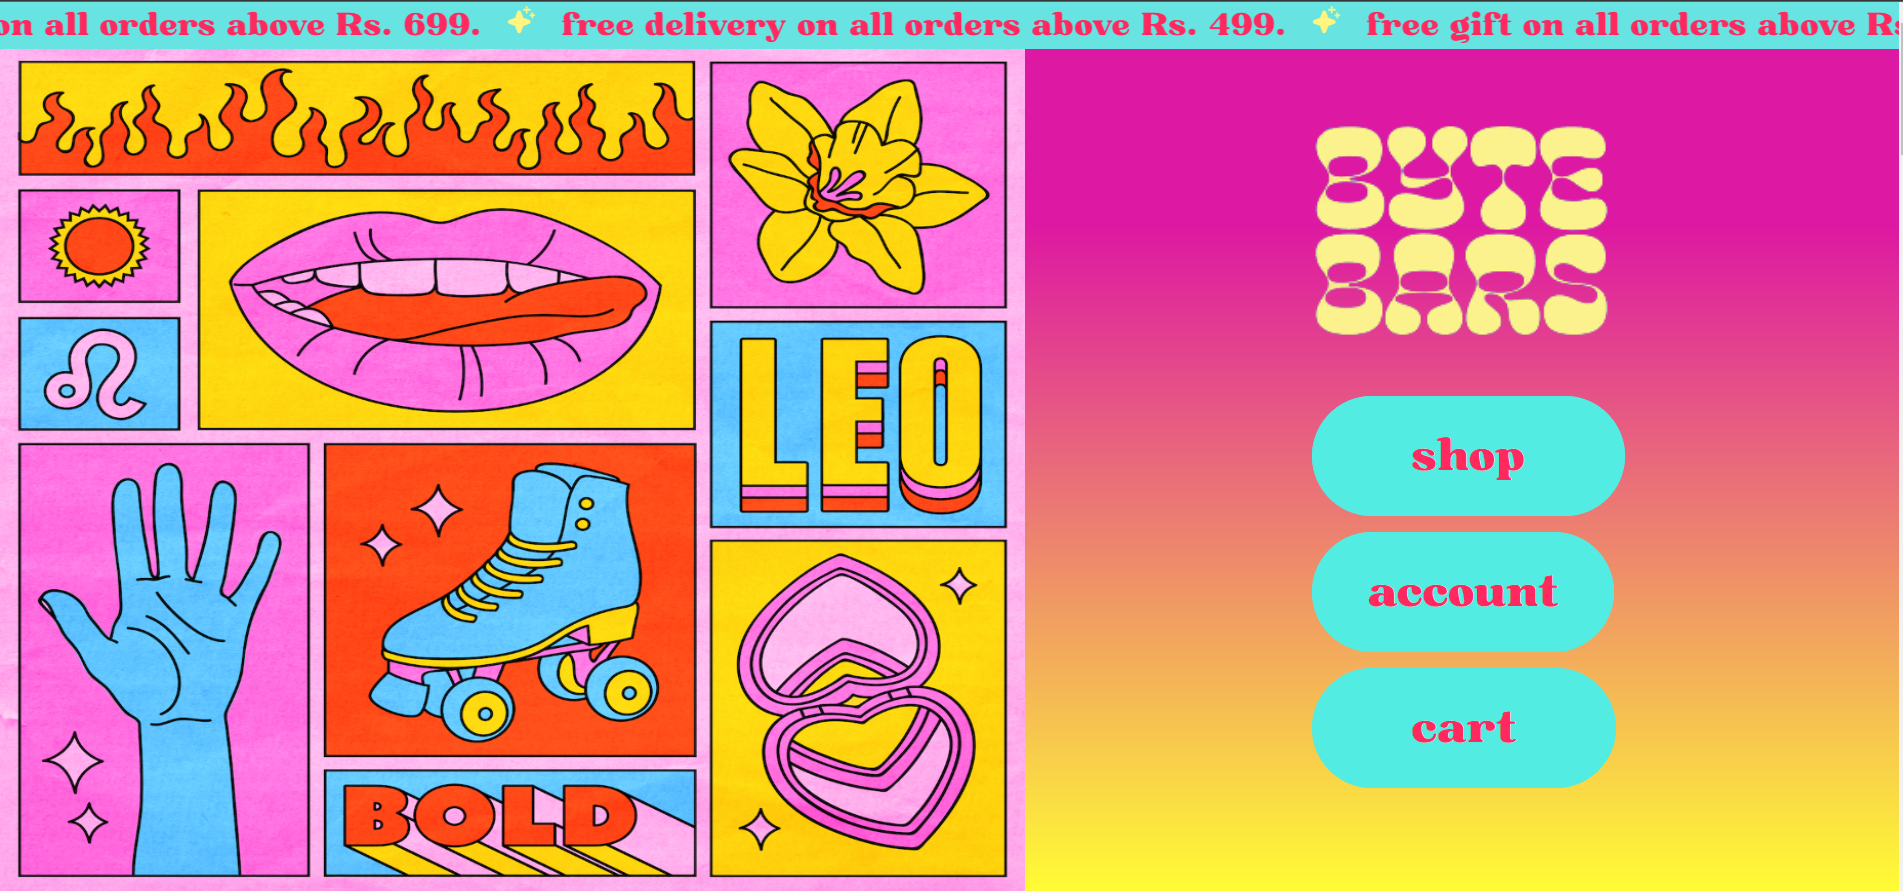 on all orders above Rs. 699. free delivery on all orders above Rs. 499. free gift on all orders above
LEO
BOLD
BYTE
BARS
shop
account
cart